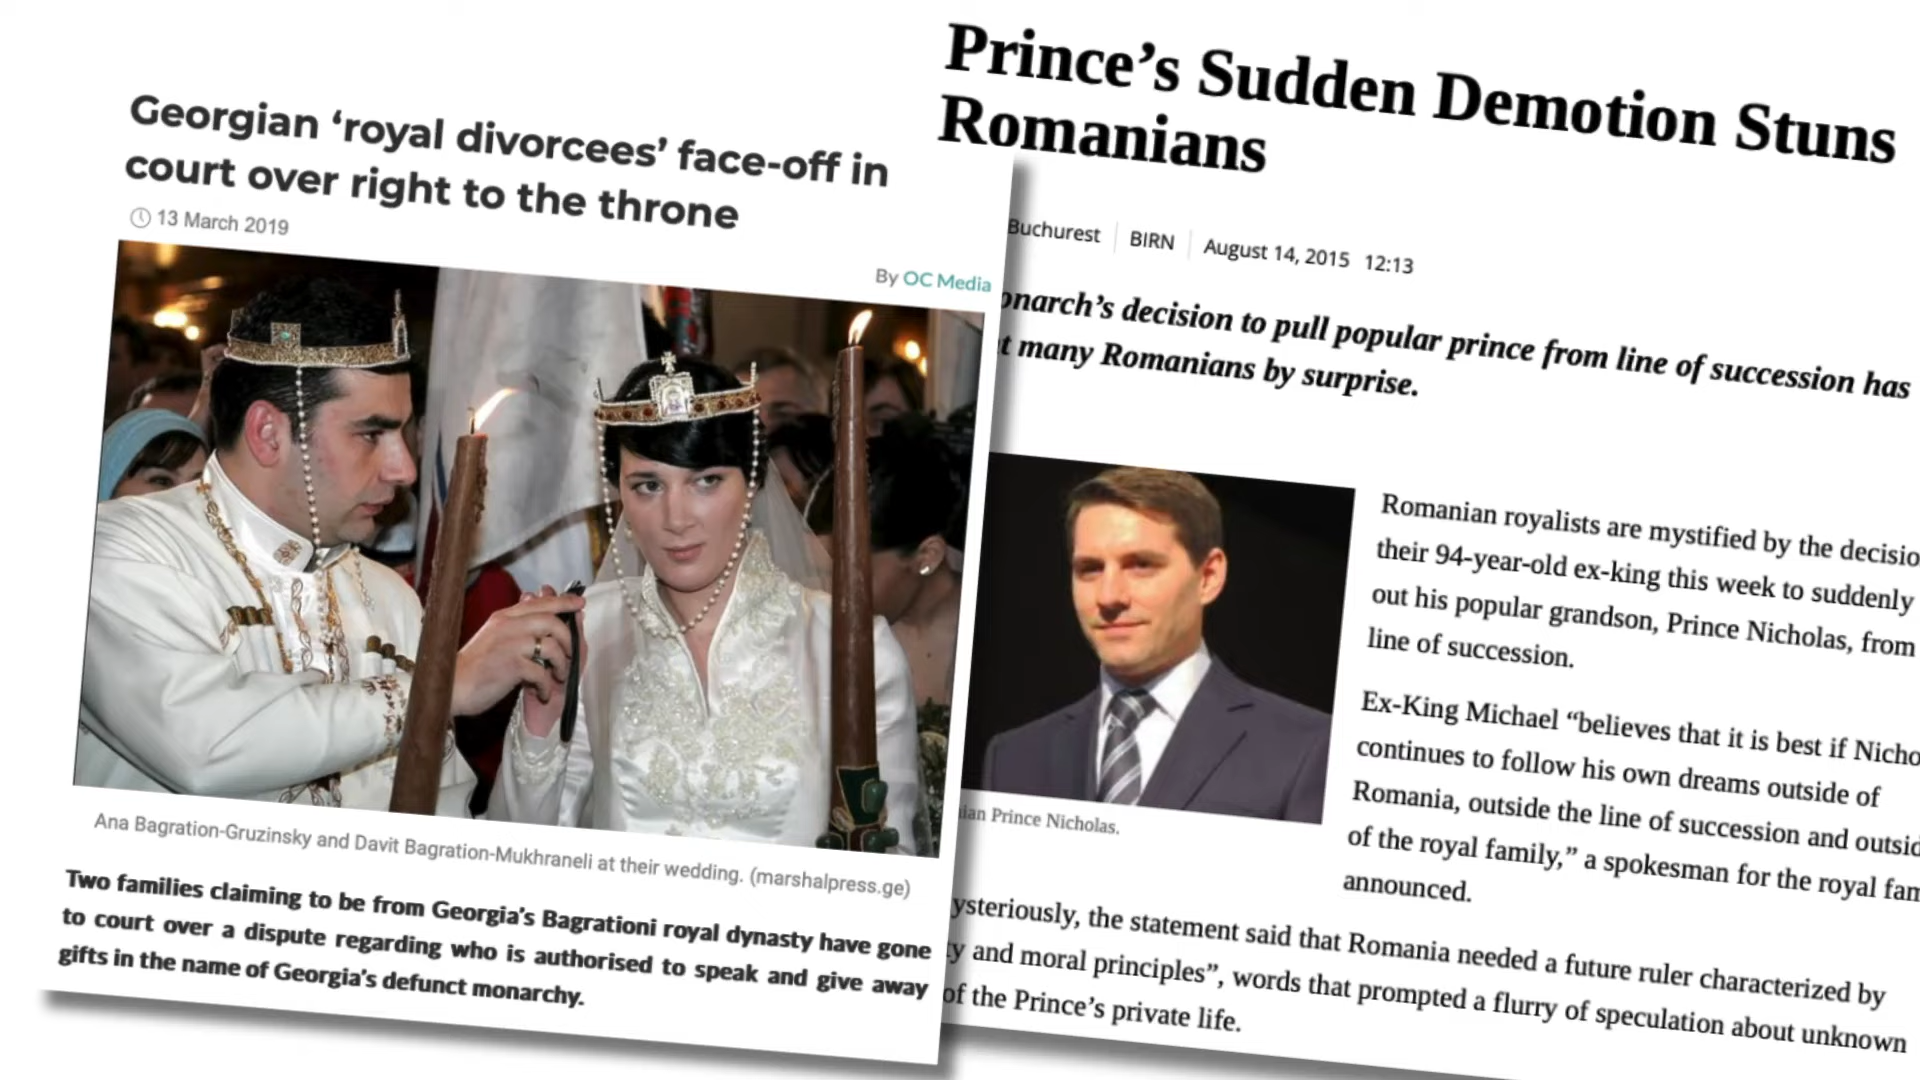 Georgian ‘royal divorcees’ face-off in
court over right to the throne
13 March 2019
By OC Media
Ana Bagration-Gruzinsky and Davit Bagration-Mukhraneli at their wedding. (marshalpress.ge)
Two families claiming to be from Georgia’s Bagrationi royal dynasty have gone
to court over a dispute regarding who is authorised to speak and give away
gifts in the name of Georgia’s defunct monarchy.
Prince’s Sudden Demotion Stuns
Romanians
Buchurest BIRN August 14, 2015 12:13
decision to pull popular prince from line of succession has
many Romanians by surprise.
Prince Nicholas.
Romanian royalists are mystified by the
their 94-year-old ex-king this week to suddenly
out his popular grandson, Prince Nicholas, from
line of succession.
Ex-King Michael “believes that it is best if
continues to follow his own dreams outside of
Romania, outside the line of succession and
of the royal family,” a spokesman for the royal
announced.
the statement said that Romania needed a future ruler characterized by
and moral principles”, words that prompted a flurry of speculation about unknown
of the Prince’s private life.